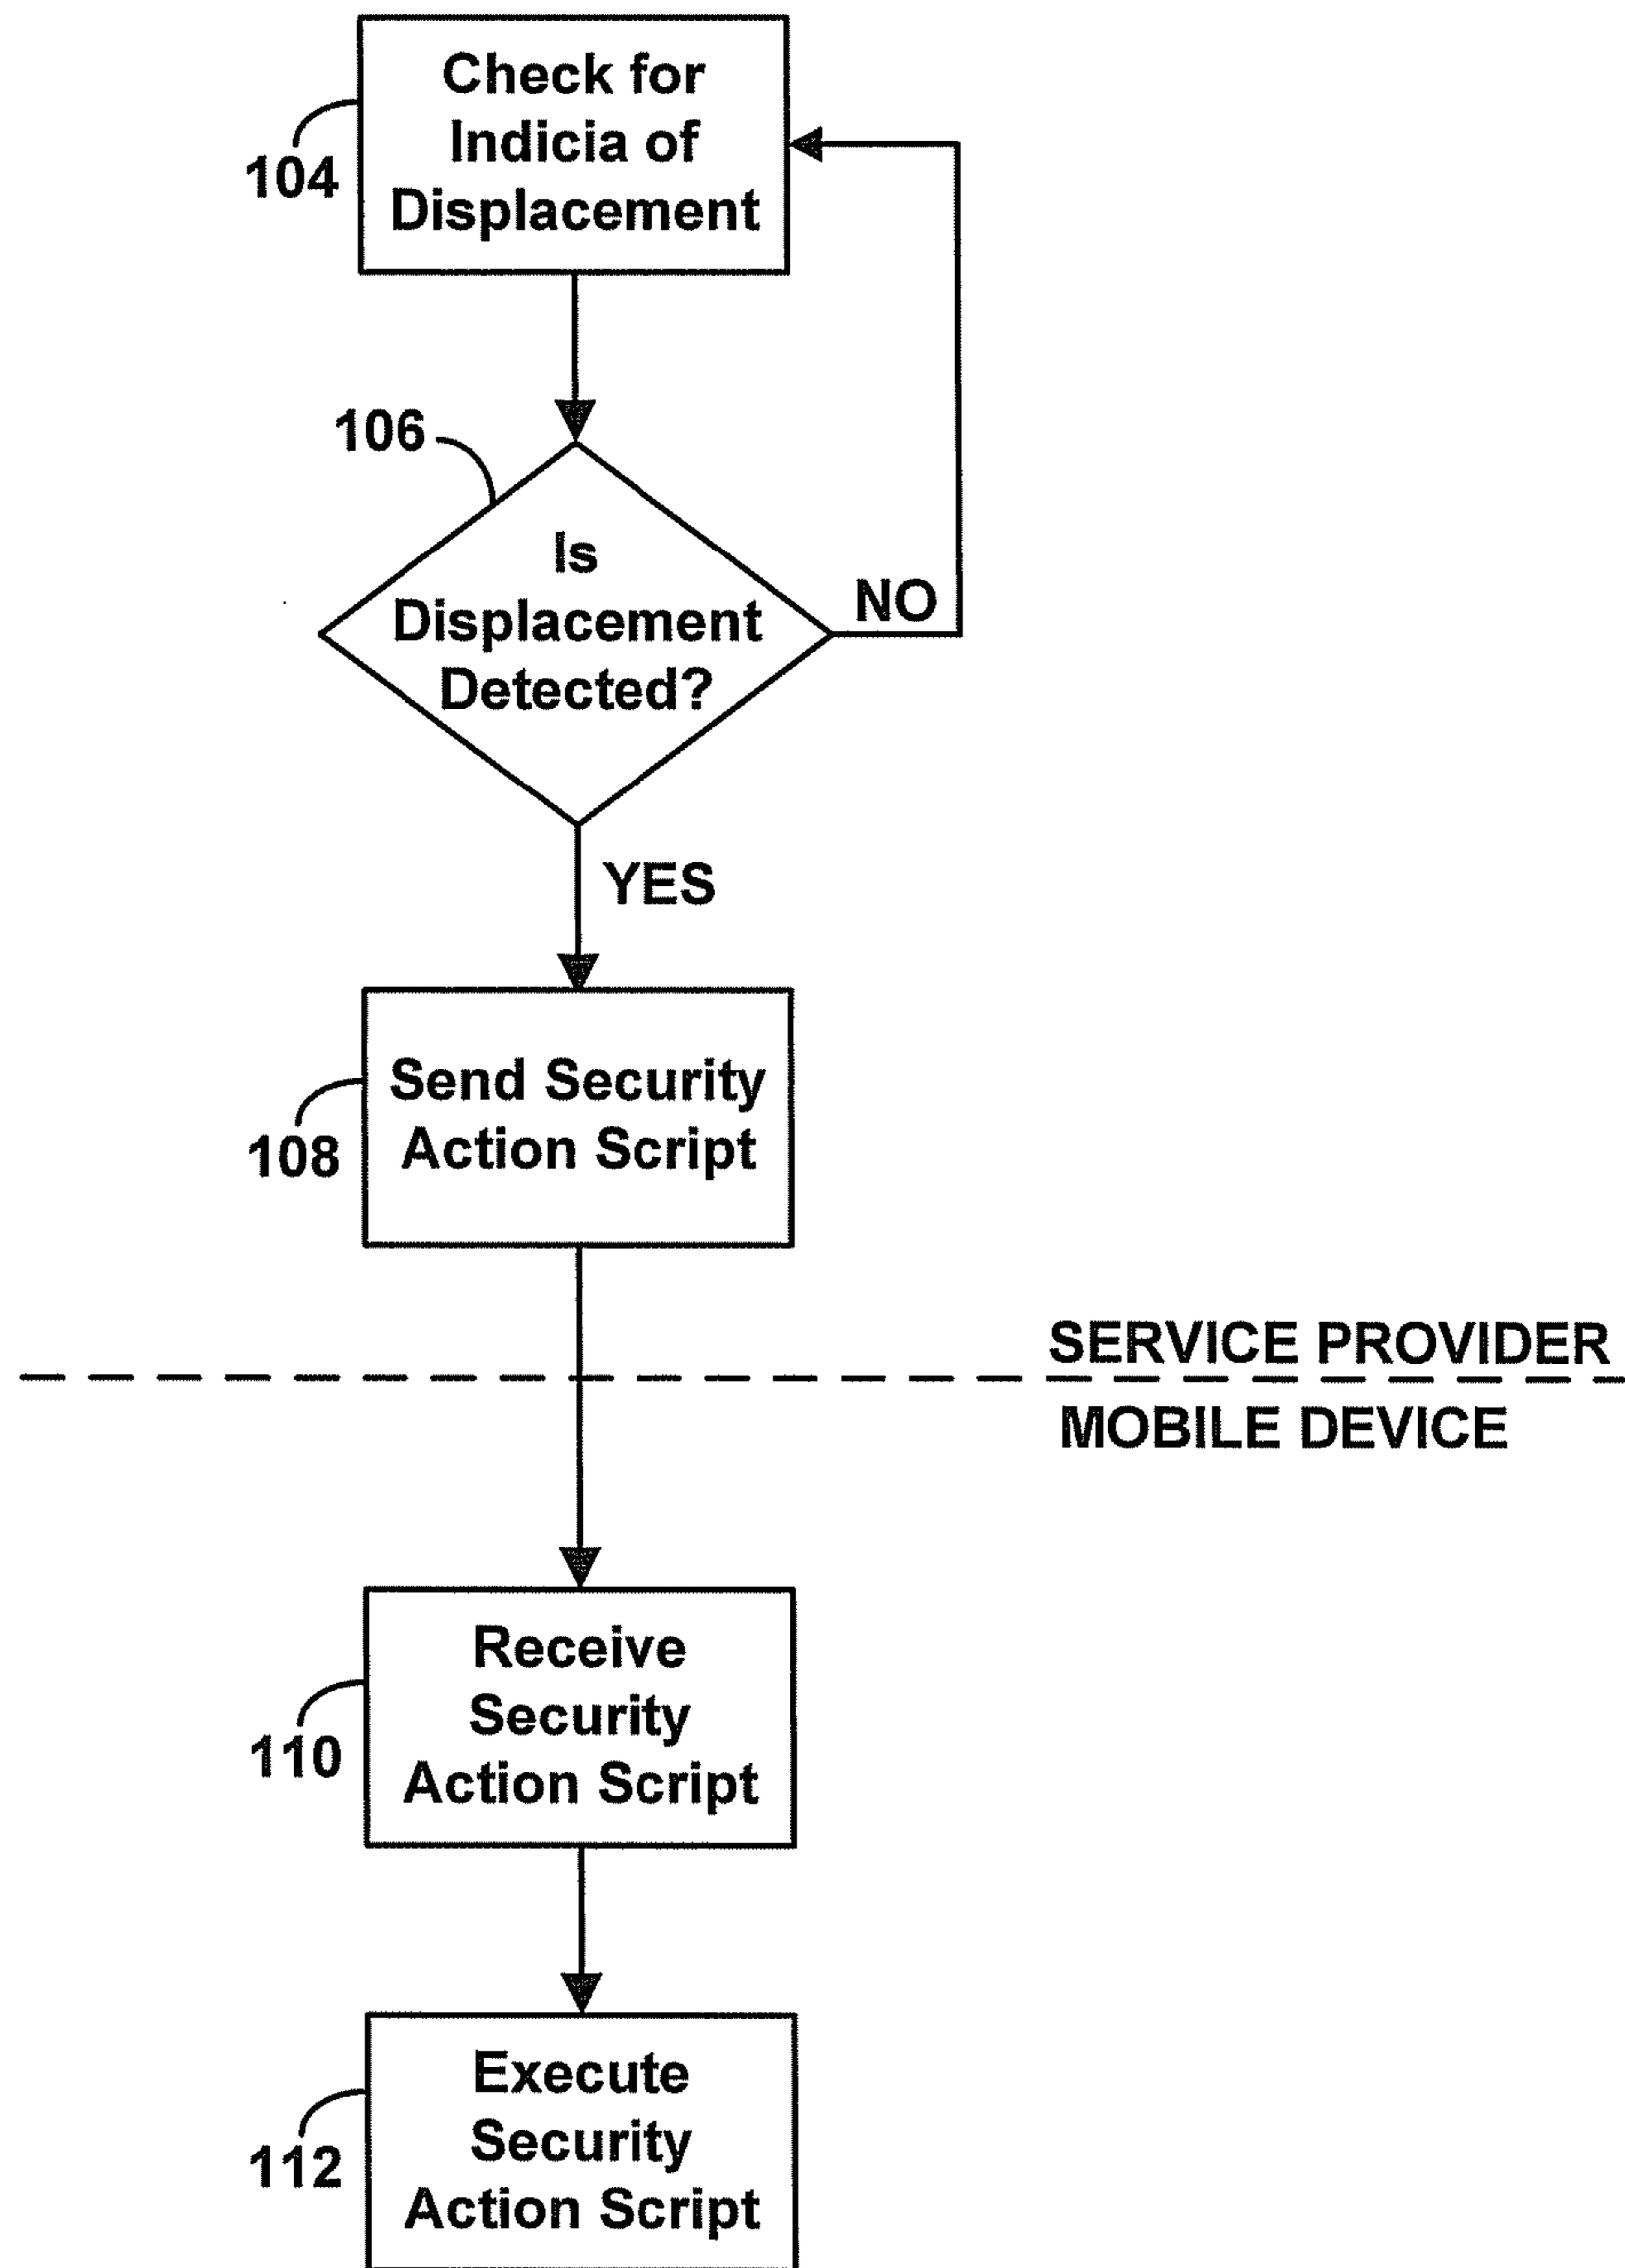 Check for
Indicia of
Displacement
104
106
Is
Displacement
Detected?
NO
YES
Send Security
Action Script
108
SERVICE PROVIDER
MOBILE DEVICE
Receive
Security
Action Script
110
Execute
Security
Action Script
112